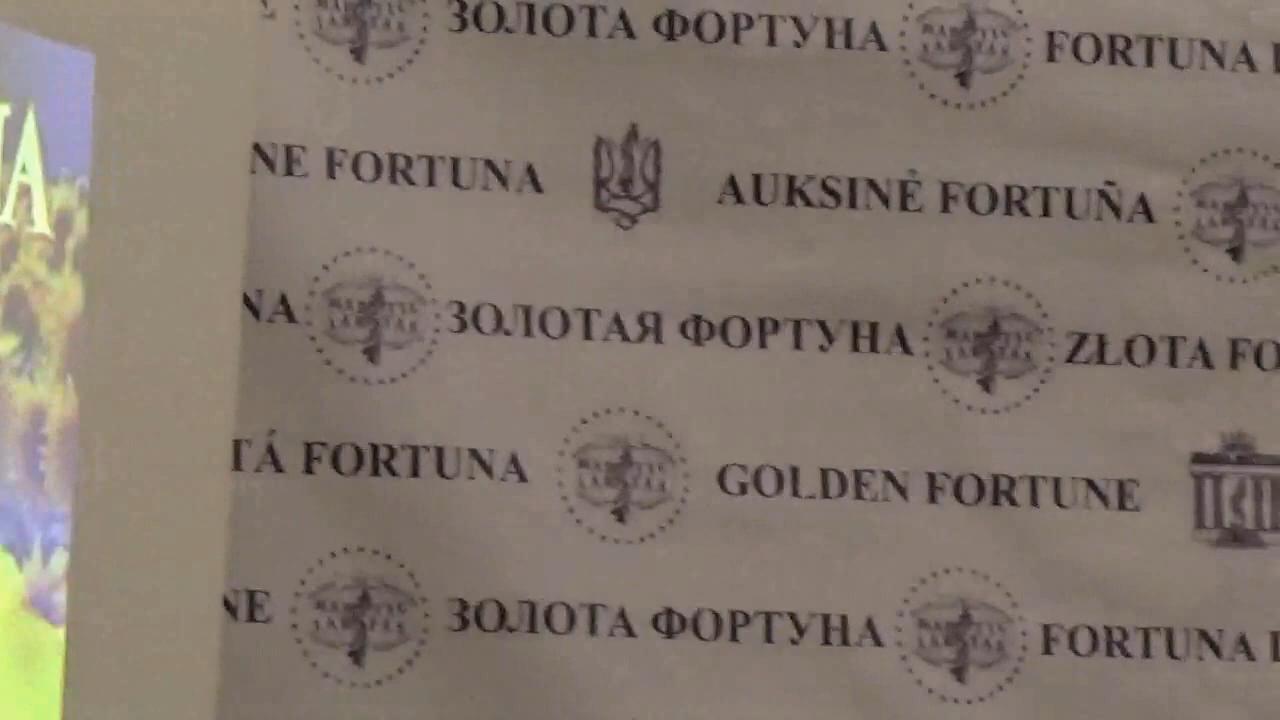 ЗОЛОТА ФОРТУНА FORTUNA
NE FORTUNA AUKSINĖ FORTUÑA
NA ЗОЛОТАЯ ФОРТУНА ZŁOTA FO
TÁ FORTUNA GOLDEN FORTUNE
NE ЗОЛОТА ФОРТУНА FORTUNA